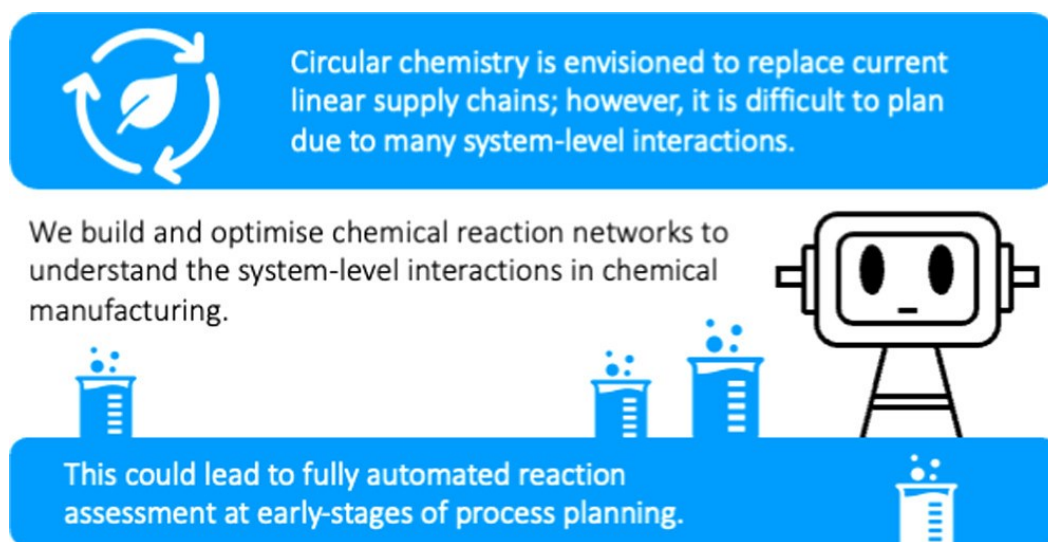 Circular chemistry is envisioned to replace current
linear supply chains; however, it is difficult to plan
due to many system-level interactions.
We build and optimise chemical reaction networks to
understand the system-level interactions in chemical
manufacturing.
This could lead to fully automated reaction
assessment at early-stages of process planning.